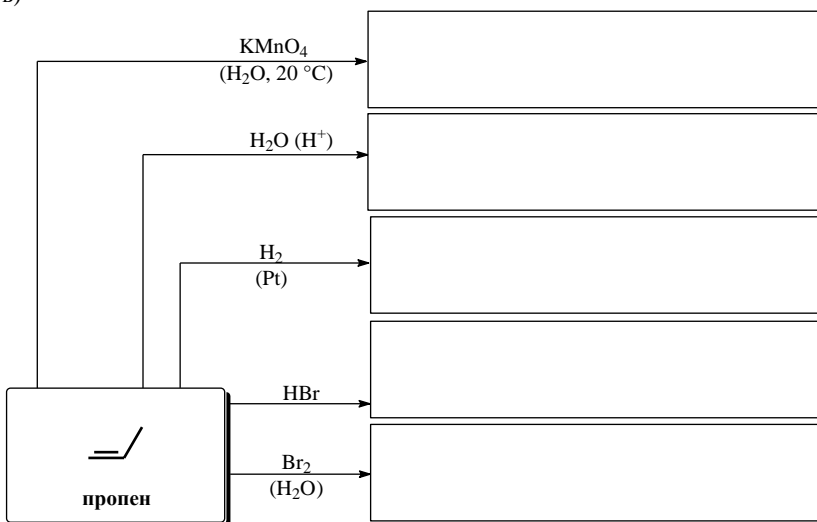 в)
KMnO₄
(H₂O, 20 °C)
H₂O (H⁺)
H₂
(Pt)
HBr
Br₂
(H₂O)
пропен